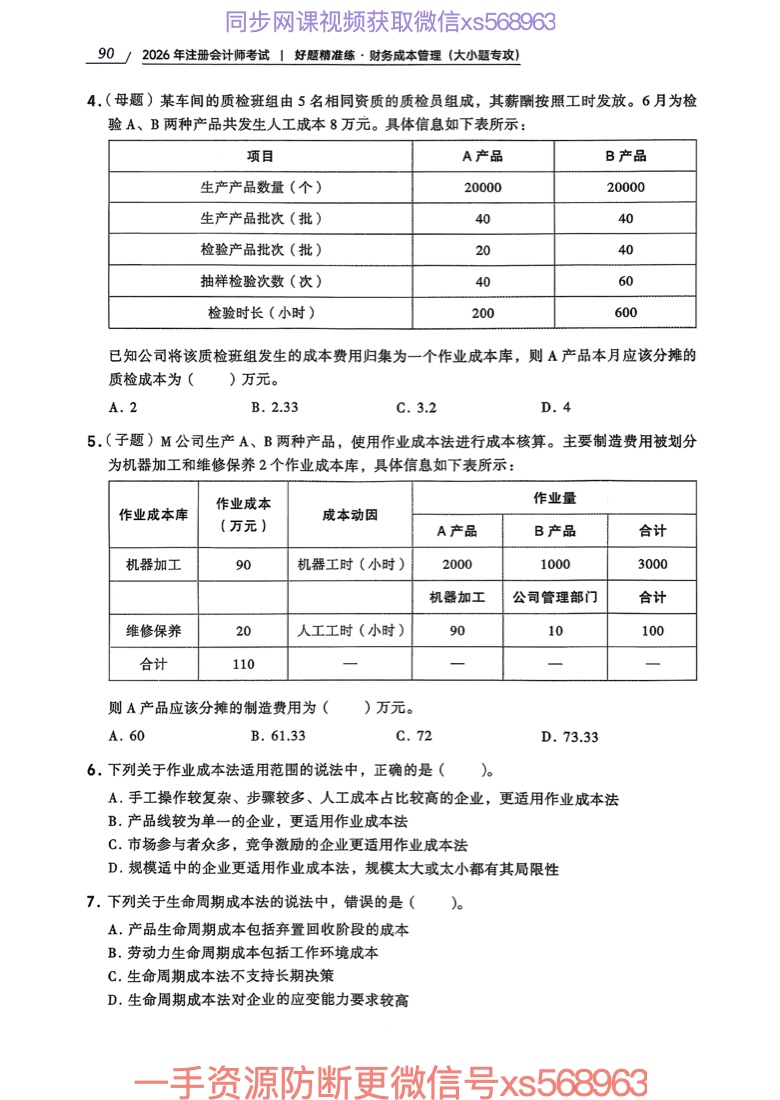 同步网课视频获取微信xs568963
90 / 2026 年注册会计师考试 | 好题精准练·财务成本管理(大小题专攻)
4.(母题)某车间的质检班组由 5 名相同资质的质检员组成,其薪酬按照工时发放。6 月为检
验 A、B 两种产品共发生人工成本 8 万元。具体信息如下表所示:
项目 A 产品 B 产品
生产产品数量(个) 20000 20000
生产产品批次(批) 40 40
检验产品批次(批) 20 40
抽样检验次数(次) 40 60
检验时长(小时) 200 600
已知公司将该质检班组发生的成本费用归集为一个作业成本库,则 A 产品本月应该分摊的
质检成本为( )万元。
A. 2 B. 2.33 C. 3.2 D. 4
5.(子题)M 公司生产 A、B 两种产品,使用作业成本法进行成本核算。主要制造费用被划分
为机器加工和维修保养 2 个作业成本库,具体信息如下表所示:
作业成本库 作业成本(万元) 成本动因 作业量
A 产品 B 产品 合计
机器加工 90 机器工时(小时) 2000 1000 3000
机器加工 公司管理部门 合计
维修保养 20 人工工时(小时) 90 10 100
合计 110 — — — —
则 A 产品应该分摊的制造费用为( )万元。
A. 60 B. 61.33 C. 72 D. 73.33
6. 下列关于作业成本法适用范围的说法中,正确的是( )。
A. 手工操作较复杂、步骤较多、人工成本占比较高的企业,更适用作业成本法
B. 产品线较为单一的企业,更适用作业成本法
C. 市场参与者众多,竞争激励的企业更适用作业成本法
D. 规模适中的企业更适用作业成本法,规模太大或太小都有其局限性
7. 下列关于生命周期成本法的说法中,错误的是( )。
A. 产品生命周期成本包括弃置回收阶段的成本
B. 劳动力生命周期成本包括工作环境成本
C. 生命周期成本法不支持长期决策
D. 生命周期成本法对企业的应变能力要求较高
一手资源防断更微信号xs568963